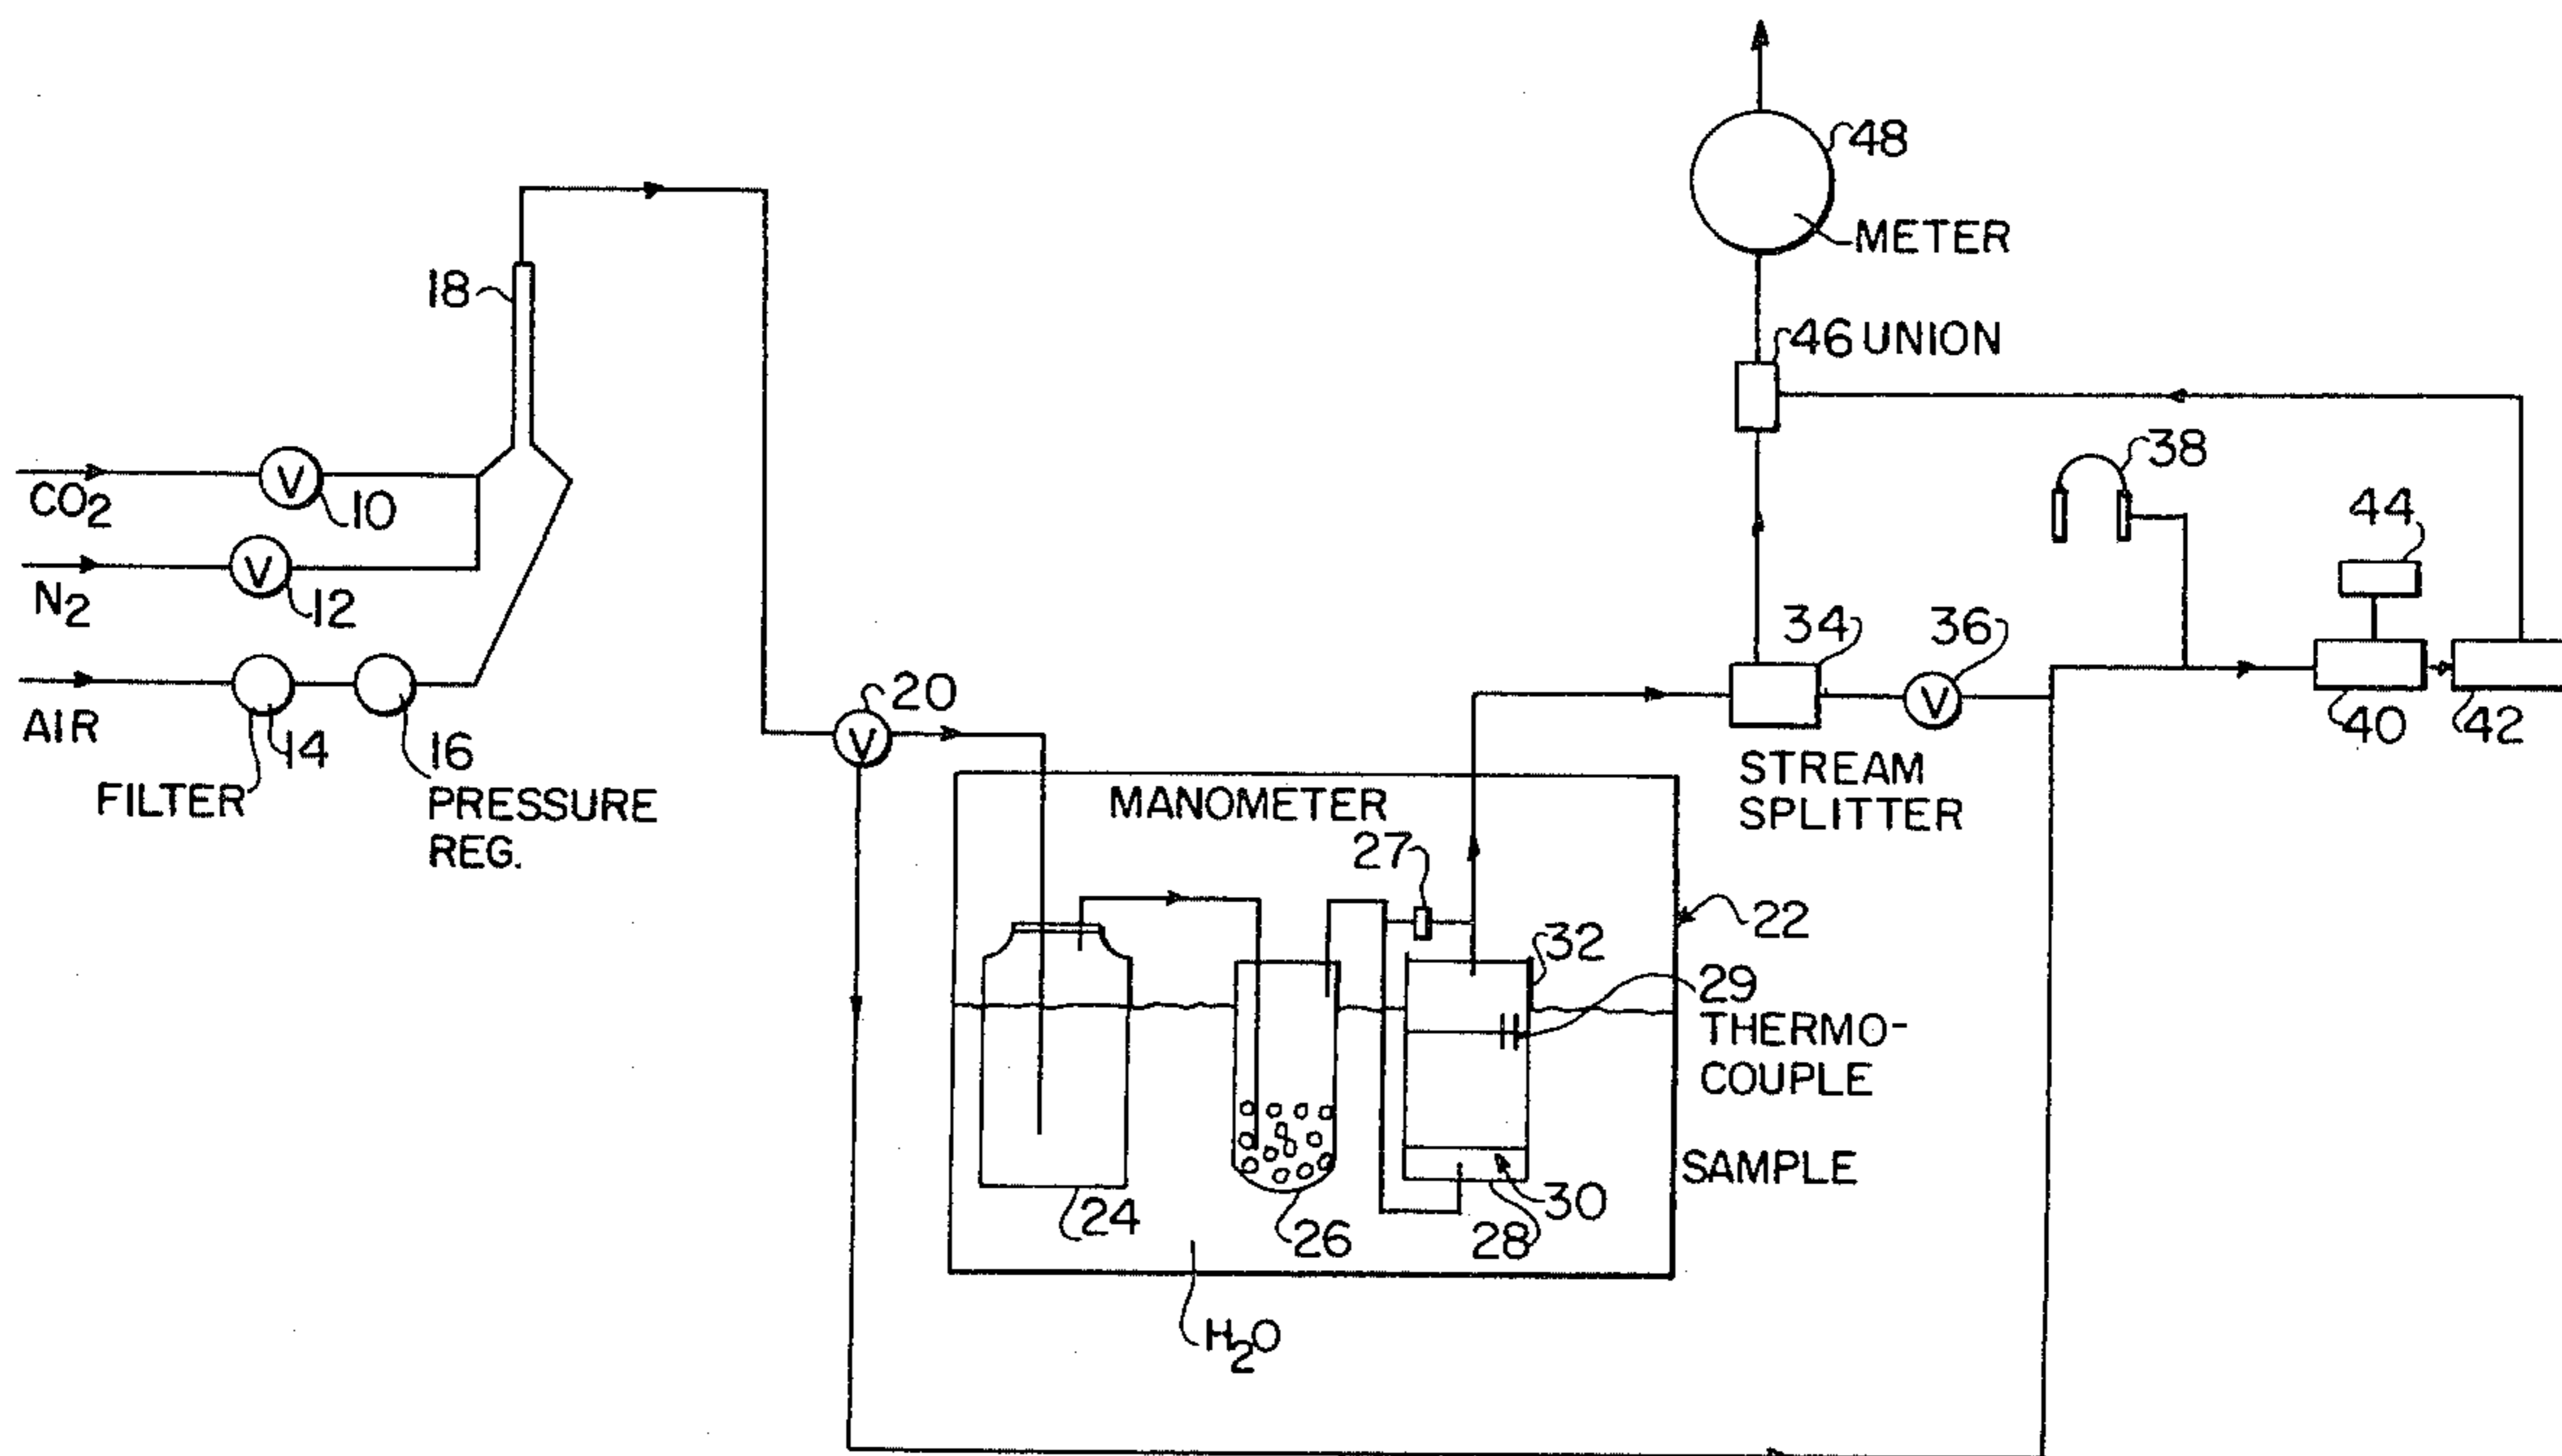 48
METER
18
46 UNION
38
CO2
V
10
44
N2
V
12
34
36
V
20
V
AIR
14
16
40
42
FILTER
PRESSURE
REG.
MANOMETER
STREAM
SPLITTER
27
22
32
29
THERMO-
COUPLE
SAMPLE
24
26
28
30
H2O